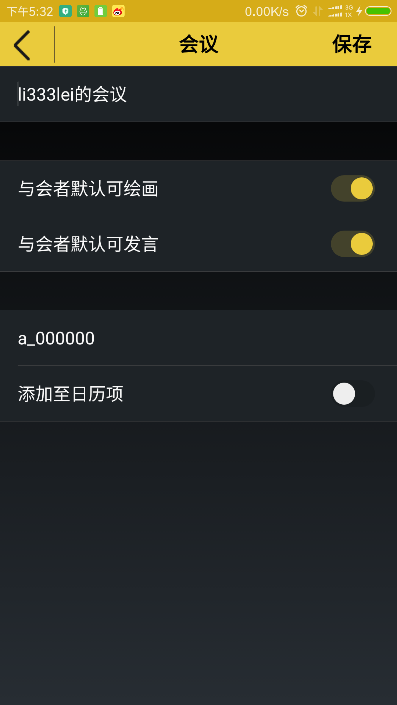 下午5:32 0.00K/s 3G 1X
会议 保存
li333lei的会议
与会者默认可绘画
与会者默认可发言
a_000000
添加至日历项